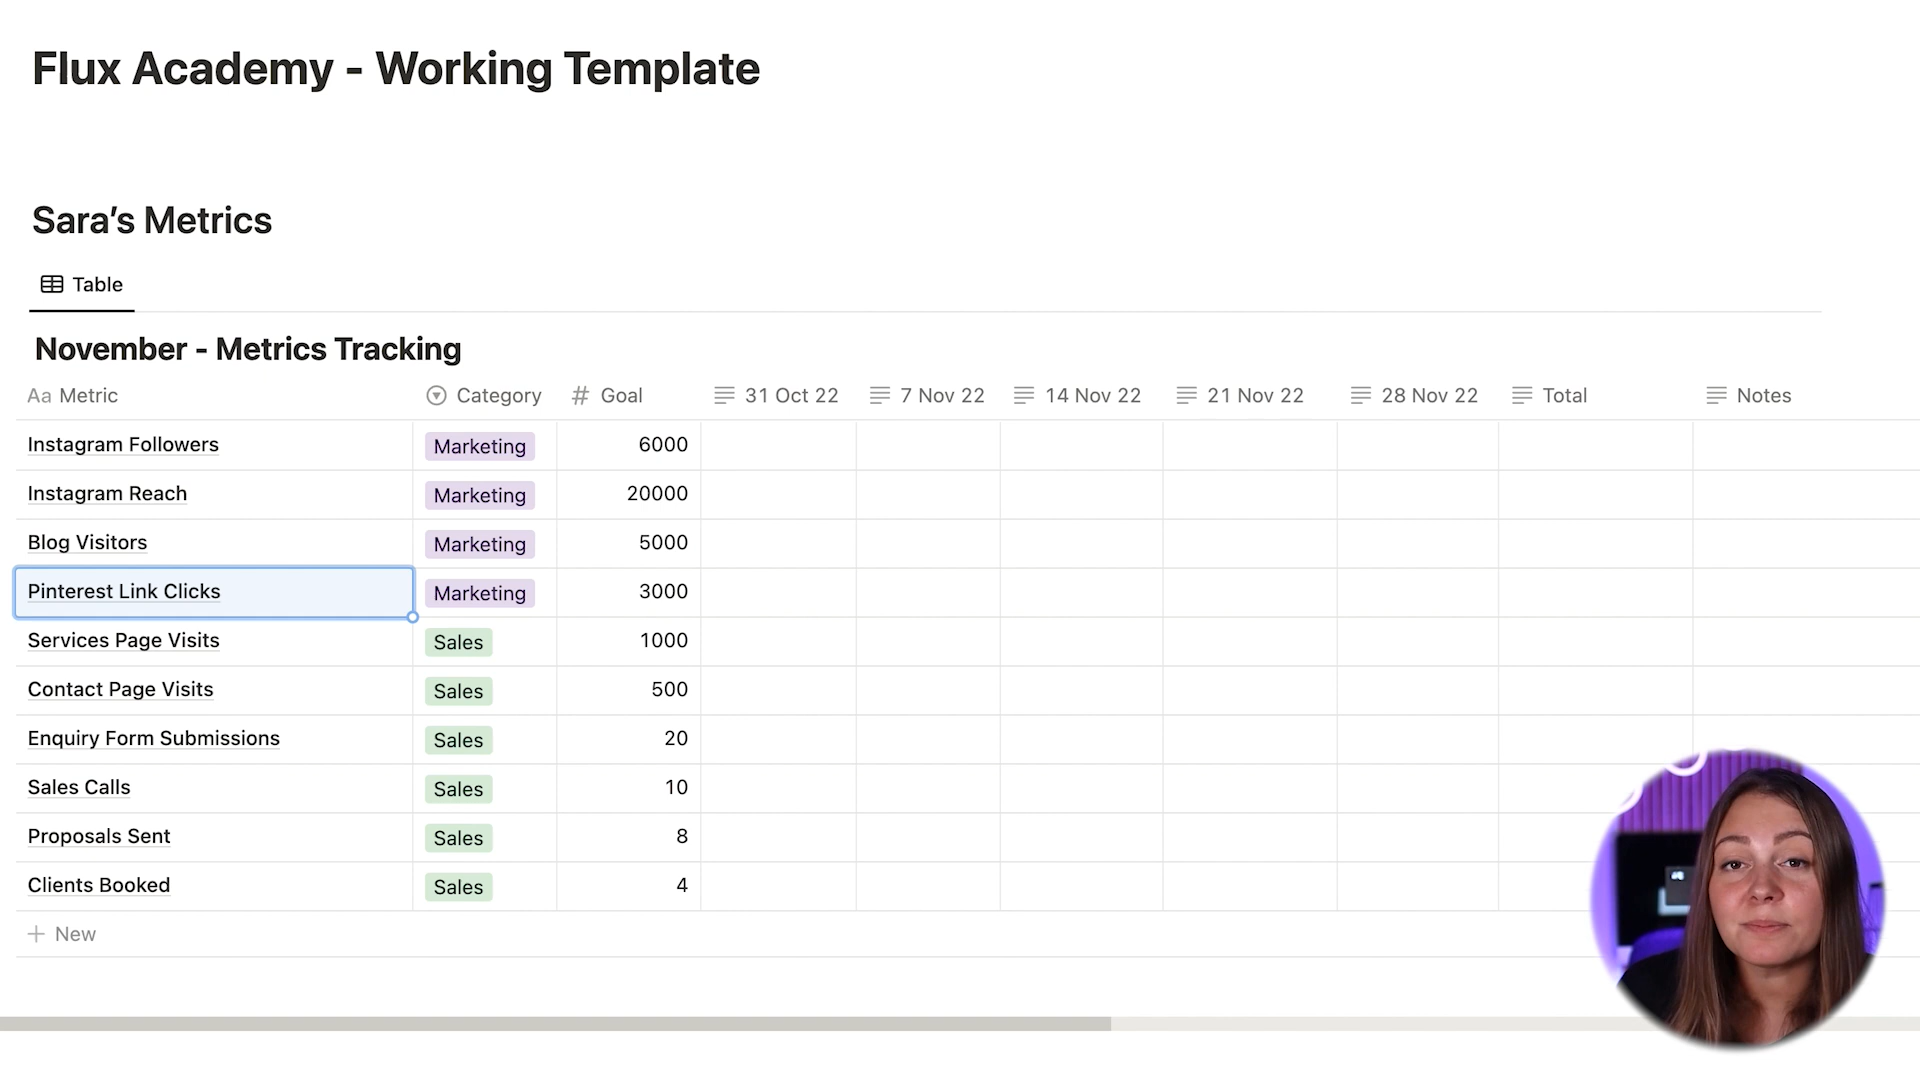 Flux Academy - Working Template
Sara's Metrics
Table
November - Metrics Tracking
Aa Metric Category # Goal 31 Oct 22 7 Nov 22 14 Nov 22 21 Nov 22 28 Nov 22 Total Notes
Instagram Followers Marketing 6000
Instagram Reach Marketing 20000
Blog Visitors Marketing 5000
Pinterest Link Clicks Marketing 3000
Services Page Visits Sales 1000
Contact Page Visits Sales 500
Enquiry Form Submissions Sales 20
Sales Calls Sales 10
Proposals Sent Sales 8
Clients Booked Sales 4
+ New